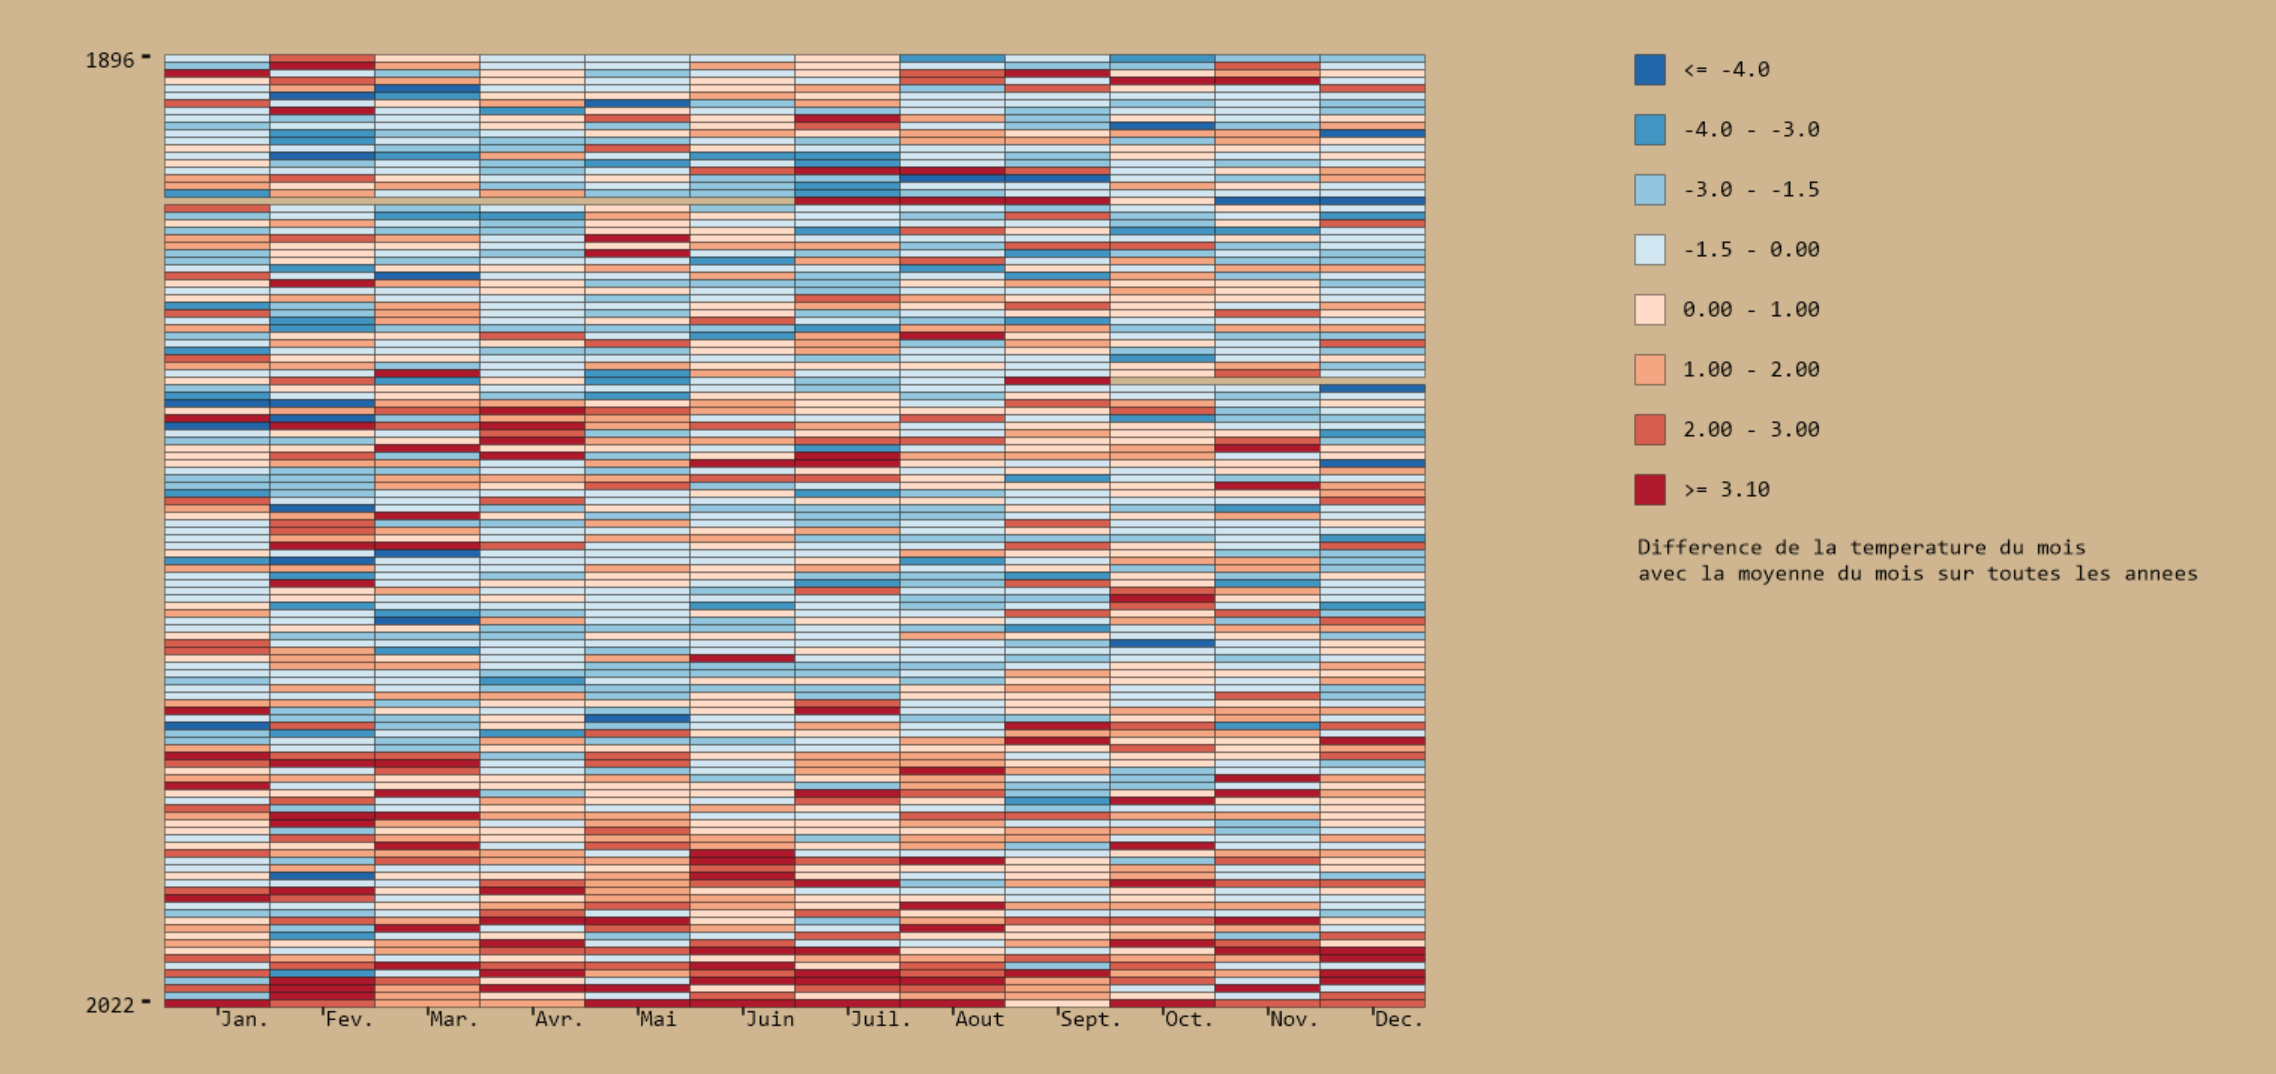 1896
2022
Jan. Fev. Mar. Avr. Mai Juin Juil. Aout Sept. Oct. Nov. Dec.
<= -4.0
-4.0 - -3.0
-3.0 - -1.5
-1.5 - 0.00
0.00 - 1.00
1.00 - 2.00
2.00 - 3.00
>= 3.10
Difference de la temperature du mois
avec la moyenne du mois sur toutes les annees